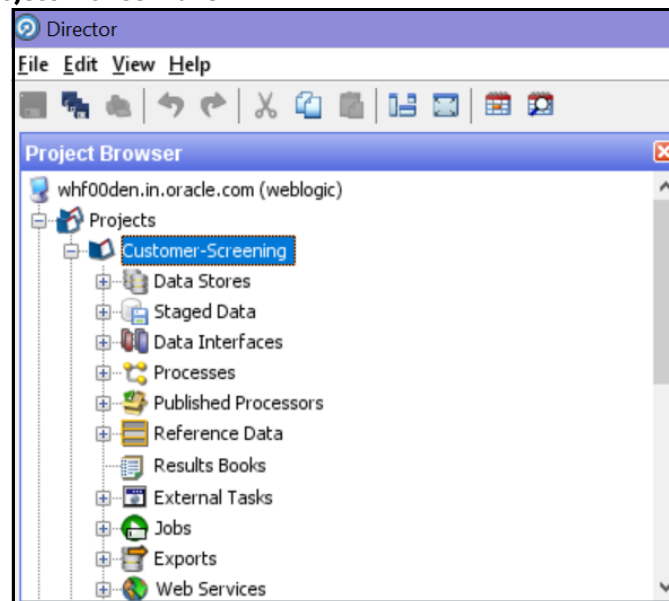 Director
File Edit View Help
Project Browser
whf00den.in.oracle.com (weblogic)
Projects
Customer-Screening
Data Stores
Staged Data
Data Interfaces
Processes
Published Processors
Reference Data
Results Books
External Tasks
Jobs
Exports
Web Services